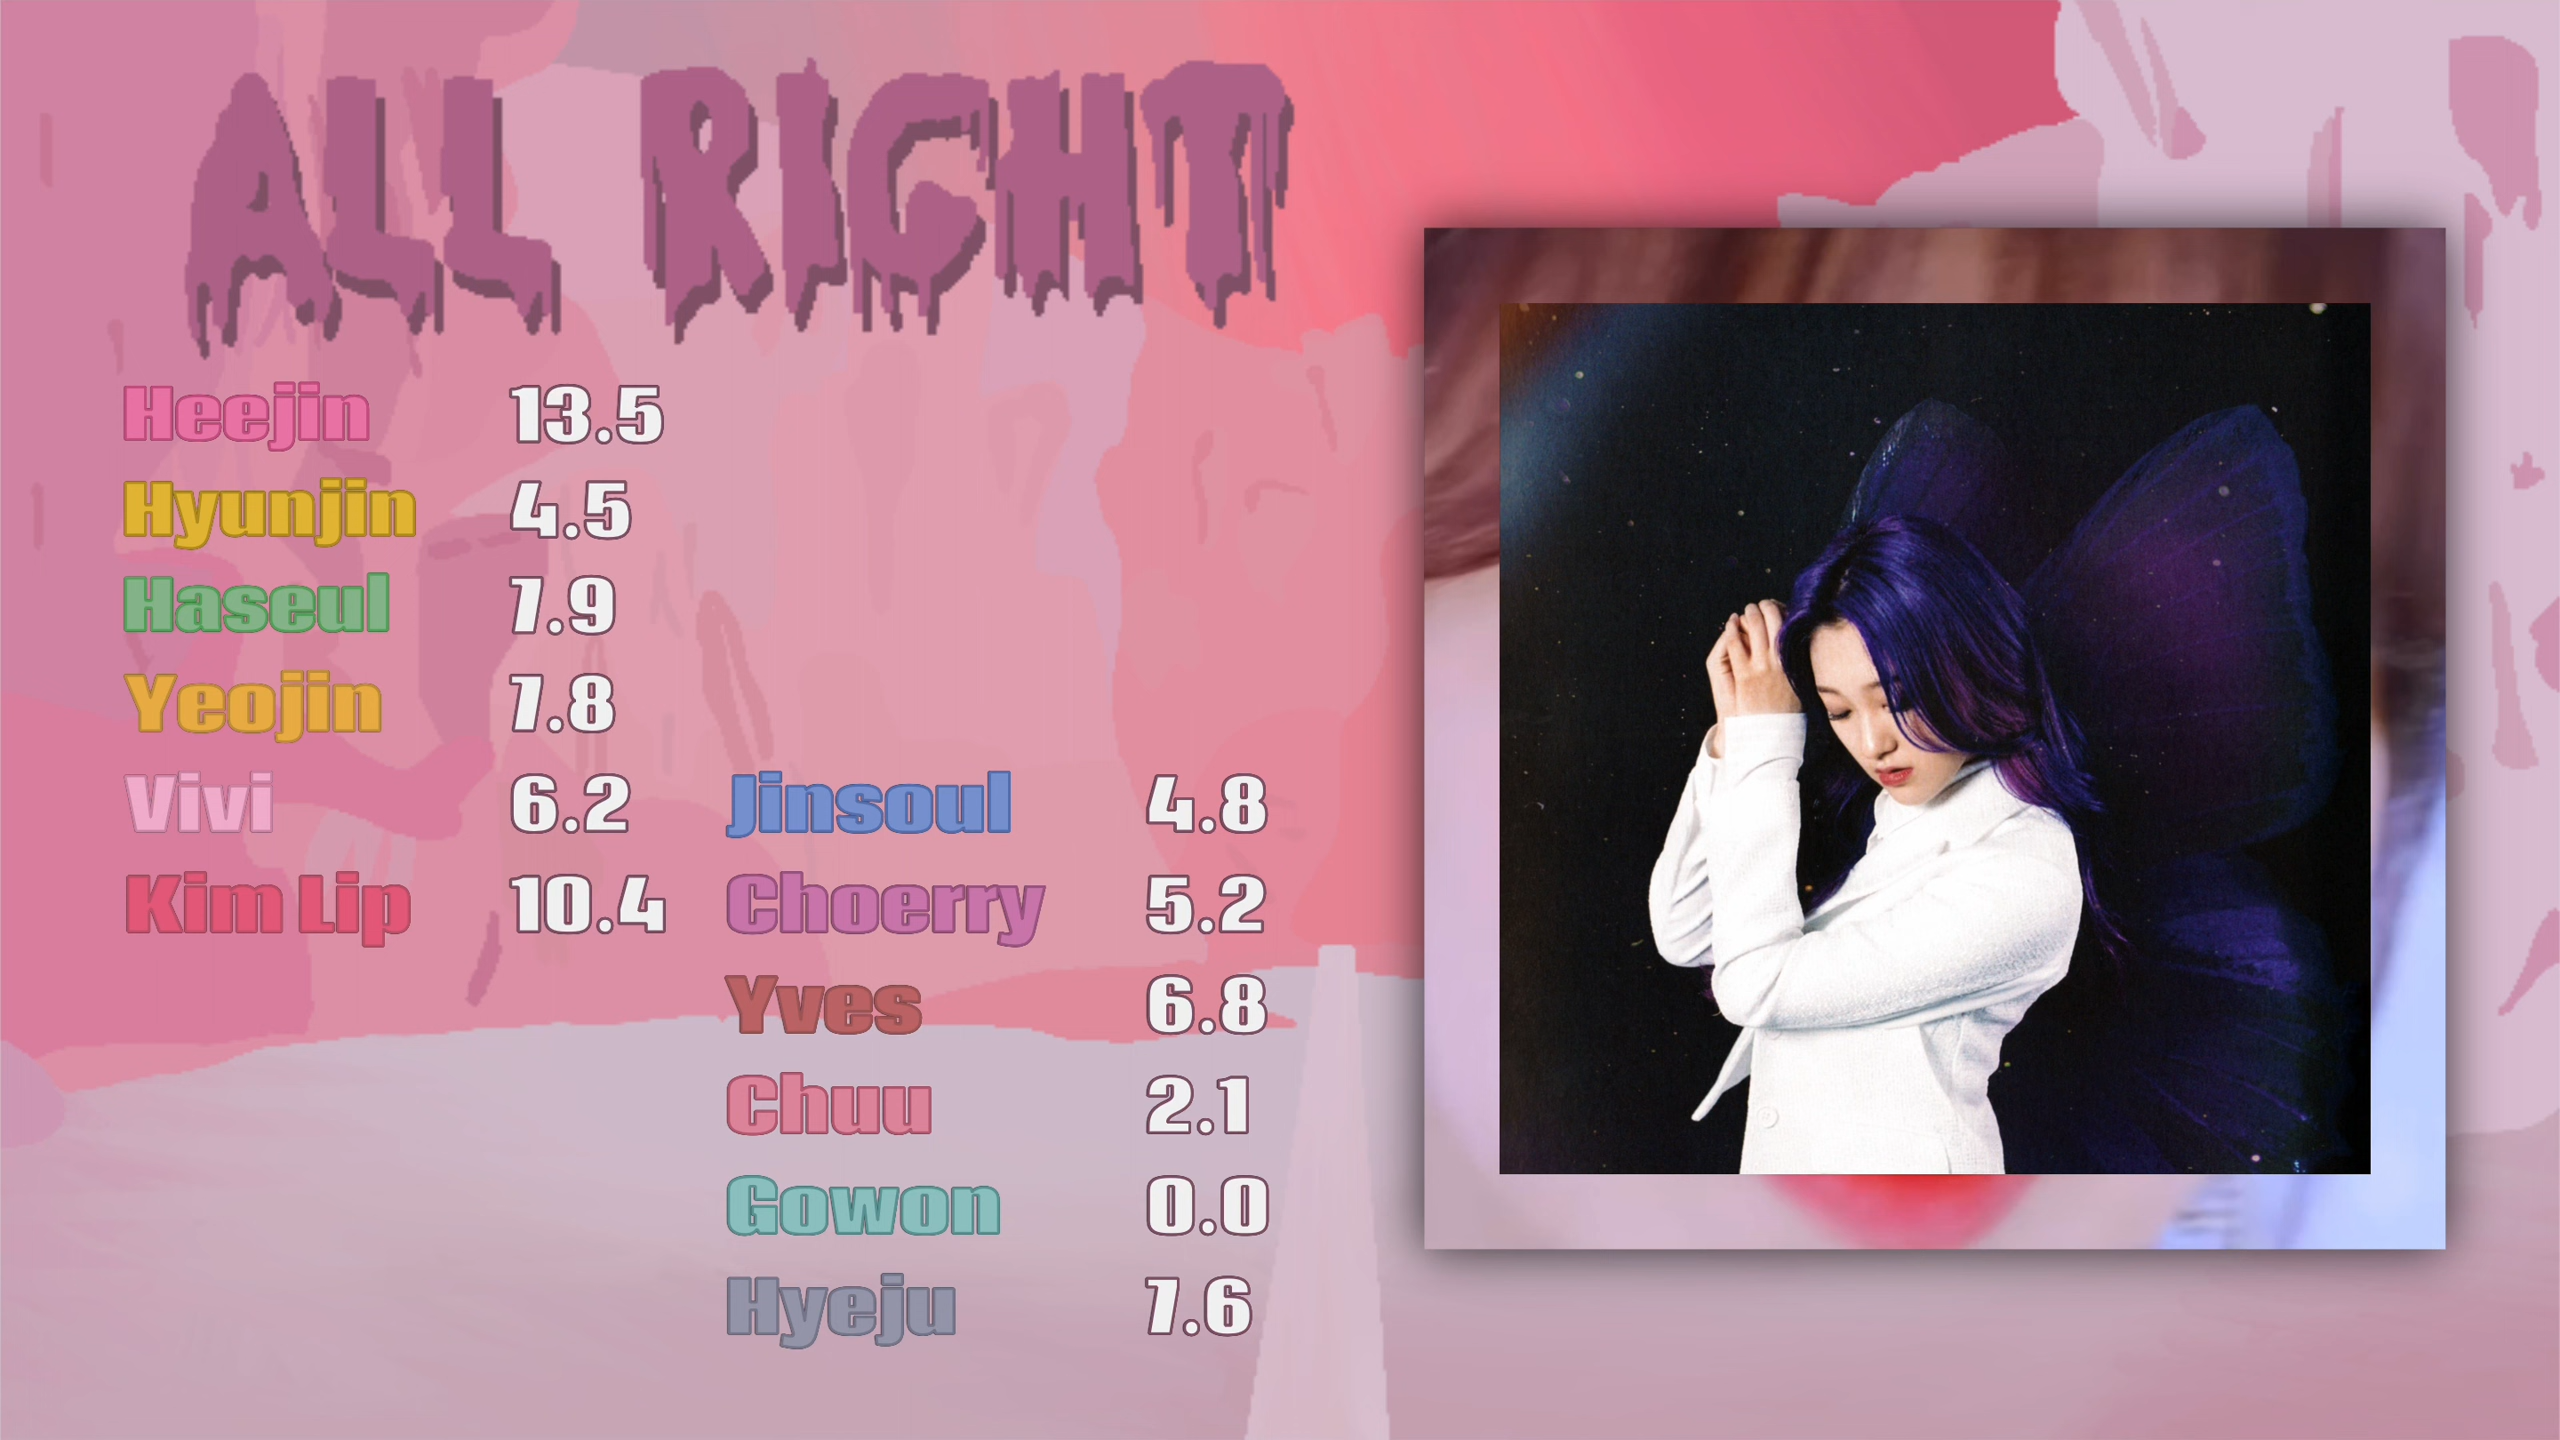 ALL RIGHT
Heejin 13.5
Hyunjin 4.5
Haseul 7.9
Yeojin 7.8
Vivi 6.2
Kim Lip 10.4
Jinsoul 4.8
Choerry 5.2
Yves 6.8
Chuu 2.1
Gowon 0.0
Hyeju 7.6